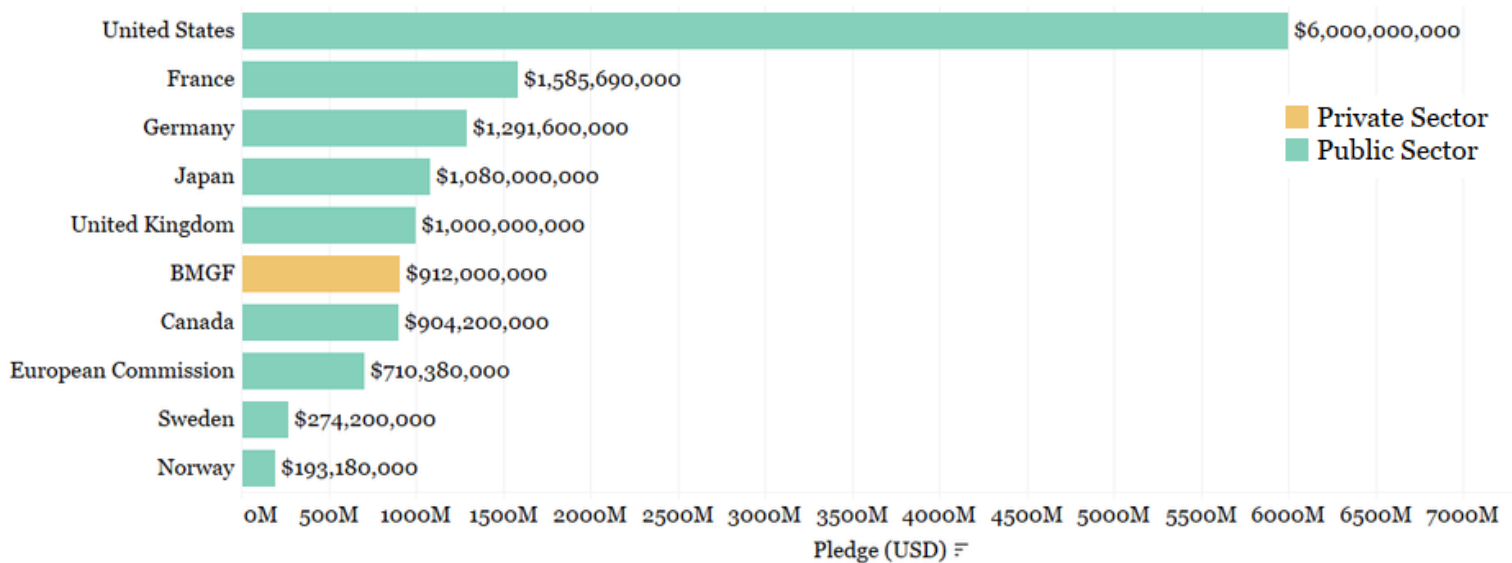 United States $6,000,000,000
France $1,585,690,000
Germany $1,291,600,000
Private Sector
Public Sector
Japan $1,080,000,000
United Kingdom $1,000,000,000
BMGF $912,000,000
Canada $904,200,000
European Commission $710,380,000
Sweden $274,200,000
Norway $193,180,000
0M 500M 1000M 1500M 2000M 2500M 3000M 3500M 4000M 4500M 5000M 5500M 6000M 6500M 7000M
Pledge (USD)